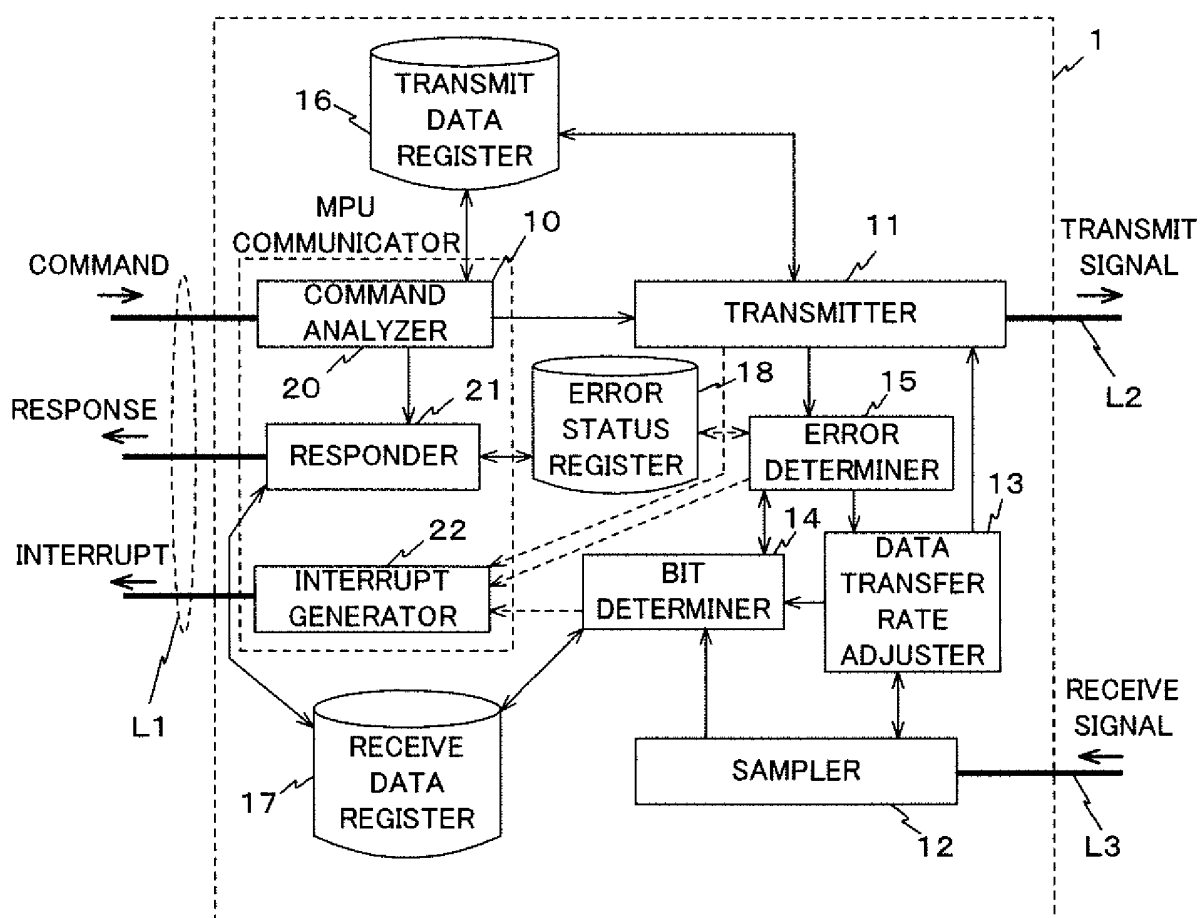 1
16
TRANSMIT
DATA
REGISTER
MPU
COMMUNICATOR
10
11
TRANSMIT
SIGNAL
COMMAND
COMMAND
ANALYZER
TRANSMITTER
20
21
18
15
L2
RESPONSE
RESPONDER
ERROR
STATUS
REGISTER
ERROR
DETERMINER
13
14
INTERRUPT
22
INTERRUPT
GENERATOR
BIT
DETERMINER
DATA
TRANSFER
RATE
ADJUSTER
L1
RECEIVE
SIGNAL
RECEIVE
DATA
REGISTER
17
SAMPLER
12
L3